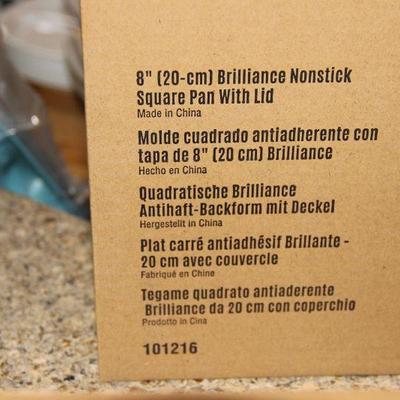 8" (20-cm) Brilliance Nonstick
Square Pan With Lid
Made in China
Molde cuadrado antiadherente con
tapa de 8" (20 cm) Brilliance
Hecho en China
Quadratische Brilliance
Antihaft-Backform mit Deckel
Hergestellt in China
Plat carré antiadhésif Brillante -
20 cm avec couvercle
Fabriqué en Chine
Tegame quadrato antiaderente
Brilliance da 20 cm con coperchio
Prodotto in Cina
101216